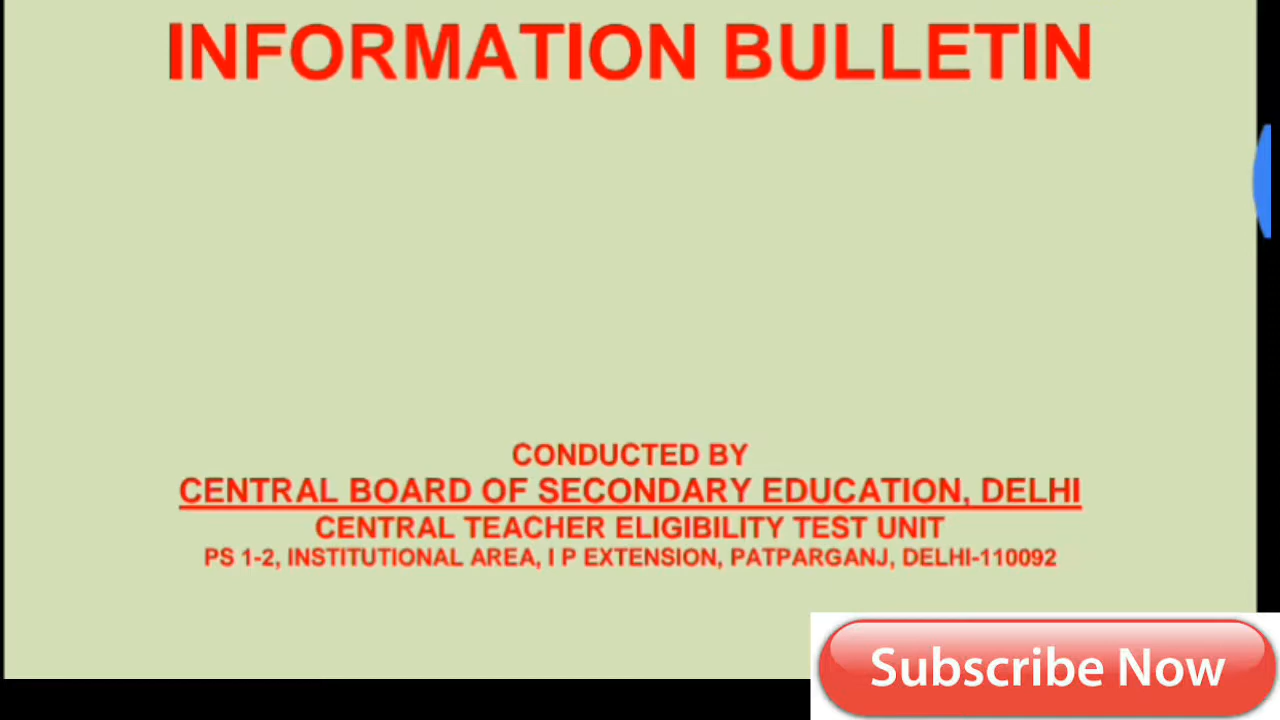 INFORMATION BULLETIN
CONDUCTED BY
CENTRAL BOARD OF SECONDARY EDUCATION, DELHI
CENTRAL TEACHER ELIGIBILITY TEST UNIT
PS 1-2, INSTITUTIONAL AREA, I P EXTENSION, PATPARGANJ, DELHI-110092
Subscribe Now